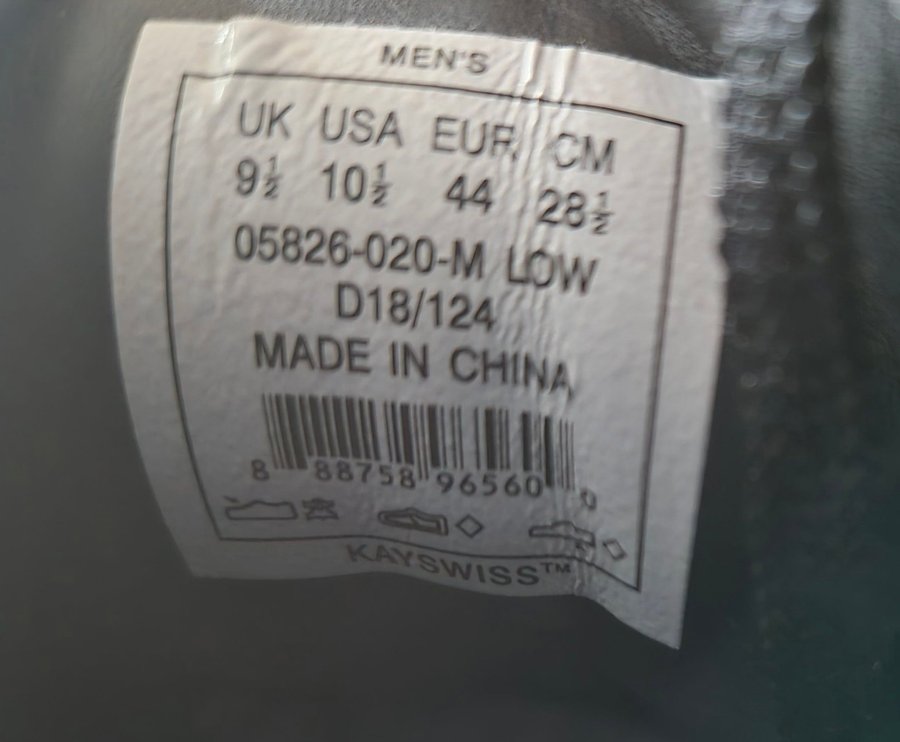 MEN'S
UK USA EUR CM
9½ 10½ 44 28½
05826-020-M LOW
D18/124
MADE IN CHINA
8 88758 96560 0
KAYSWISS™